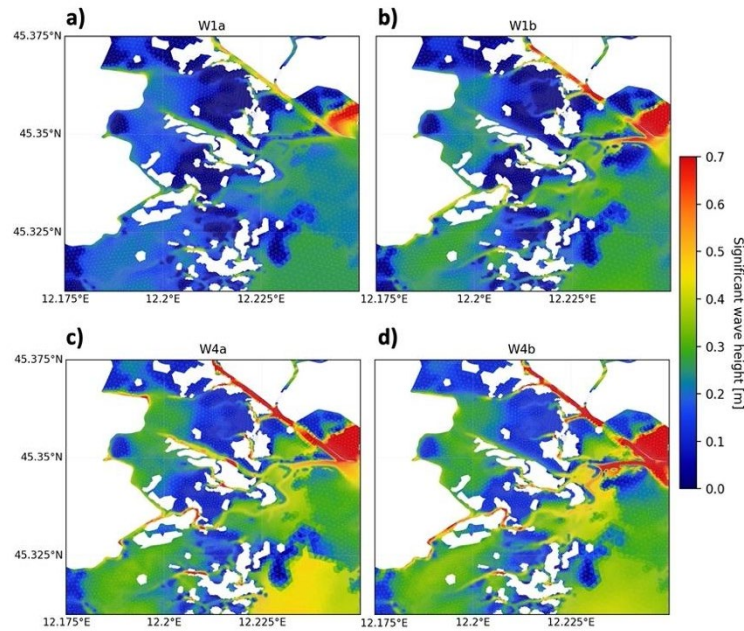 a)
W1a
b)
W1b
45.375°N
45.35°N
45.325°N
12.175°E
12.2°E
12.225°E
12.175°E
12.2°E
12.225°E
0.7
0.6
0.5
0.4
0.3
0.2
0.1
0.0
Significant wave height [m]
c)
W4a
d)
W4b
45.375°N
45.35°N
45.325°N
12.175°E
12.2°E
12.225°E
12.175°E
12.2°E
12.225°E